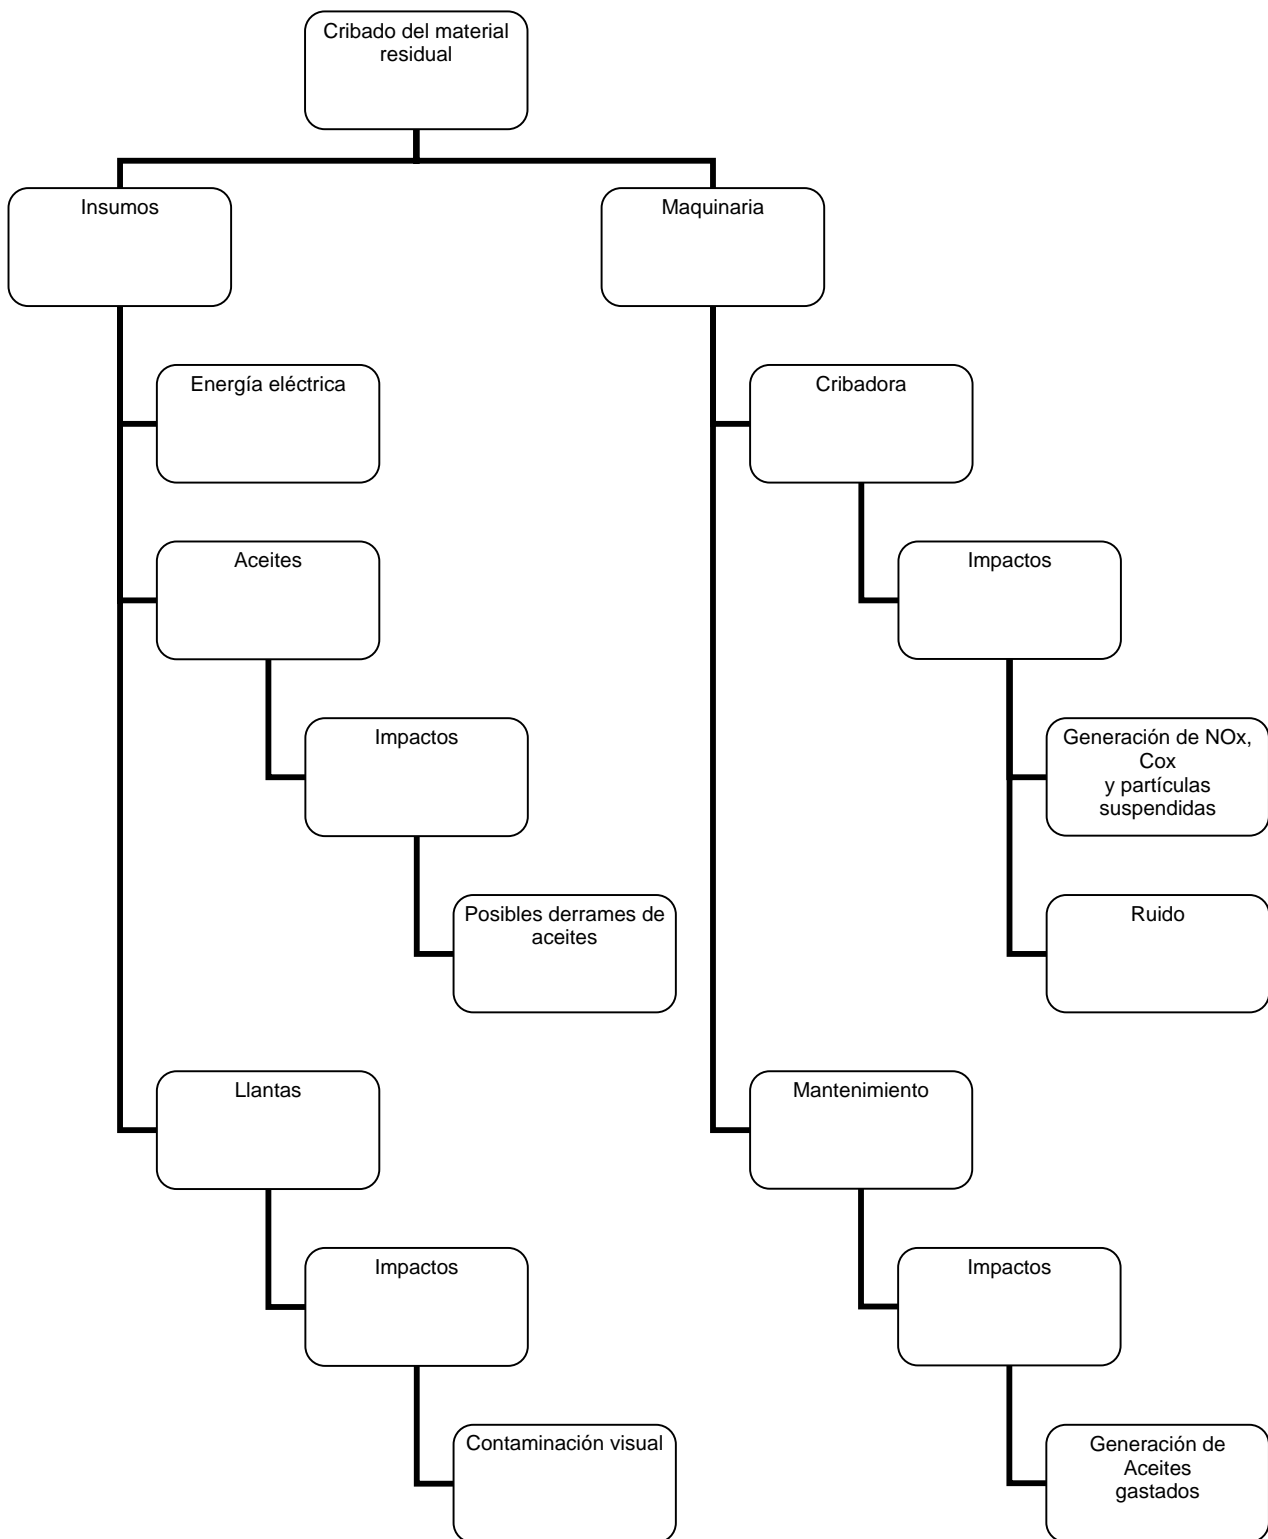 Cribado del material
residual
Insumos
Maquinaria
Energía eléctrica
Cribadora
Aceites
Impactos
Impactos
Generación de NOx,
Cox
y partículas
suspendidas
Posibles derrames de
aceites
Ruido
Llantas
Mantenimiento
Impactos
Impactos
Contaminación visual
Generación de
Aceites
gastados